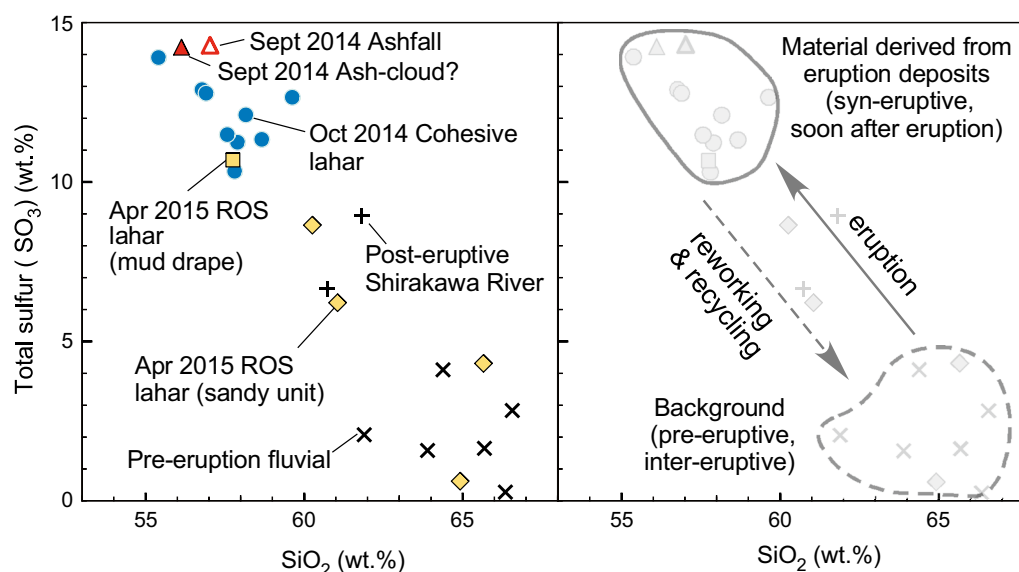 15
10
5
0
Total sulfur ( SO3) (wt.%)
Sept 2014 Ashfall
Sept 2014 Ash-cloud?
Oct 2014 Cohesive
lahar
Apr 2015 ROS
lahar
(mud drape)
Post-eruptive
Shirakawa River
Apr 2015 ROS
lahar (sandy unit)
Pre-eruption fluvial
55
60
65
SiO2 (wt.%)
Material derived from
eruption deposits
(syn-eruptive,
soon after eruption)
eruption
reworking
& recycling
Background
(pre-eruptive,
inter-eruptive)
55
60
65
SiO2 (wt.%)